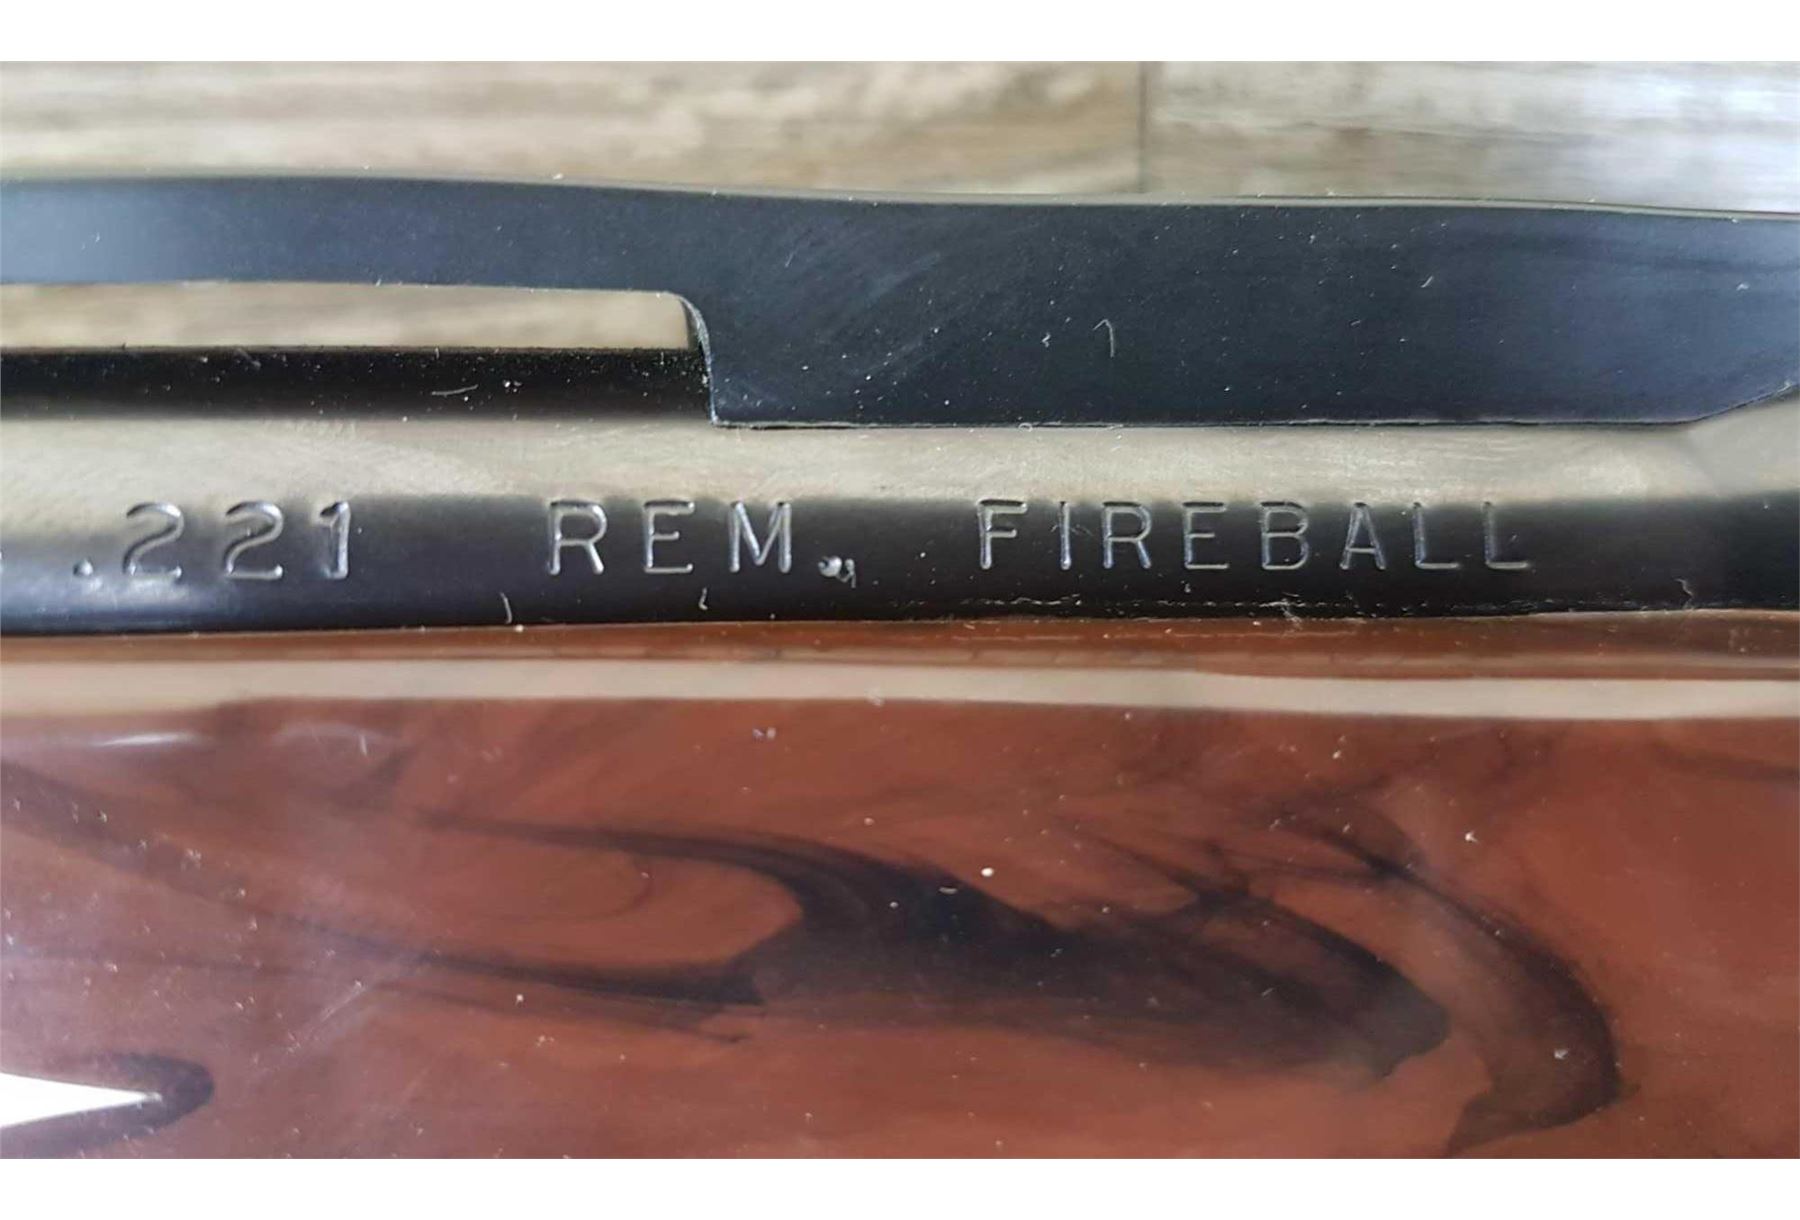 .221 REM. FIREBALL